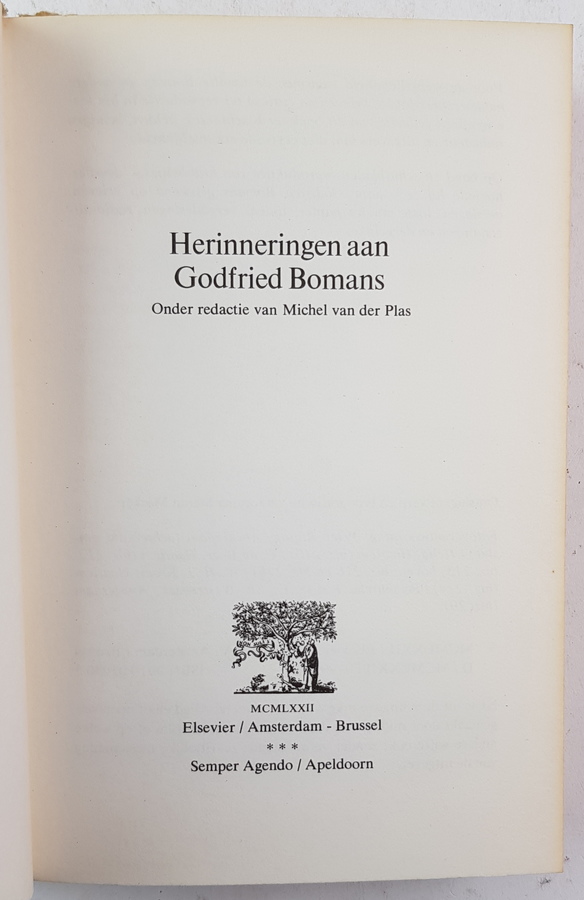 Herinneringen aan
Godfried Bomans
Onder redactie van Michel van der Plas
MCMLXXII
Elsevier / Amsterdam - Brussel
* * *
Semper Agendo / Apeldoorn